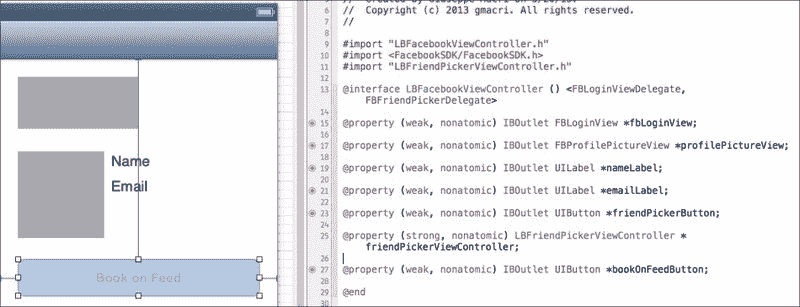 Name
Email
Book on Feed
6 // Copyright (c) 2013 gmacri. All rights reserved.
7 //
8
9 #import "LBFacebookViewController.h"
10 #import <FacebookSDK/FacebookSDK.h>
11 #import "LBFriendPickerViewController.h"
12
13 @interface LBFacebookViewController () <FBLoginViewDelegate,
FBFriendPickerDelegate>
14
15 @property (weak, nonatomic) IBOutlet FBLoginView *fbLoginView;
16
17 @property (weak, nonatomic) IBOutlet FBProfilePictureView *profilePictureView;
18
19 @property (weak, nonatomic) IBOutlet UILabel *nameLabel;
20
21 @property (weak, nonatomic) IBOutlet UILabel *emailLabel;
22
23 @property (weak, nonatomic) IBOutlet UIButton *friendPickerButton;
24
25 @property (strong, nonatomic) LBFriendPickerViewController *
friendPickerViewController;
26
27 @property (weak, nonatomic) IBOutlet UIButton *bookOnFeedButton;
28
29 @end
30